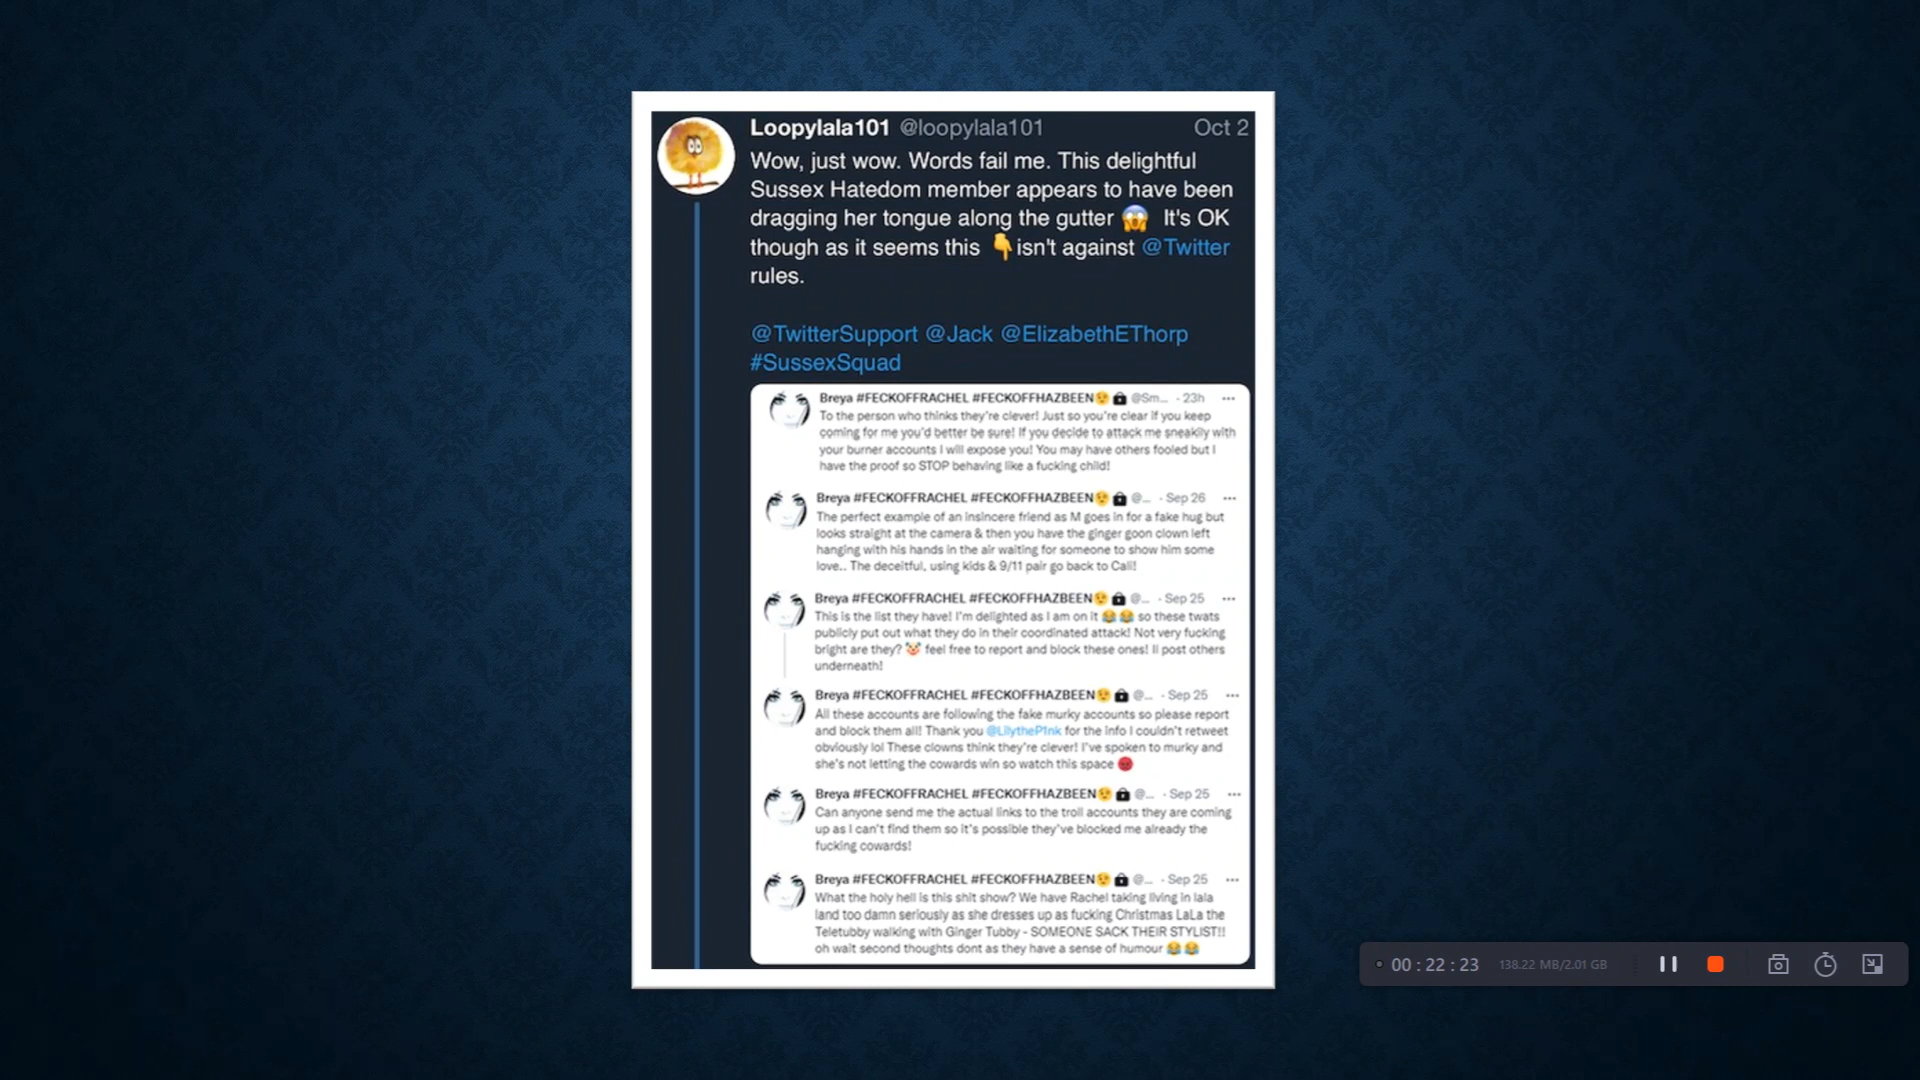 Loopylala101 @loopylala101 Oct 2
Wow, just wow. Words fail me. This delightful
Sussex Hatedom member appears to have been
dragging her tongue along the gutter 😱 It's OK
though as it seems this 👇isn't against @Twitter
rules.
@TwitterSupport @Jack @ElizabethEThorp
#SussexSquad
Breya #FECKOFFRACHEL #FECKOFFHAZBEEN @Sm... · 23h ...
To the person who thinks they're clever! Just so you're clear if you keep
coming for me you'd better be sure! If you decide to attack me sneakily with
your burner accounts I will expose you! You may have others fooled but I
have the proof so STOP behaving like a fucking child!
Breya #FECKOFFRACHEL #FECKOFFHAZBEEN @... · Sep 26 ...
The perfect example of an insincere friend as M goes in for a fake hug but
looks straight at the camera & then you have the ginger goon clown left
hanging with his hands in the air waiting for someone to show him some
love.. The deceitful, using kids & 9/11 pair go back to Cali!
Breya #FECKOFFRACHEL #FECKOFFHAZBEEN @... · Sep 25 ...
This is the list they have! I'm delighted as I am on it 😂😂 so these twats
publicly put out what they do in their coordinated attack! Not very fucking
bright are they? 🤡 feel free to report and block these ones! Il post others
underneath!
Breya #FECKOFFRACHEL #FECKOFFHAZBEEN @... · Sep 25 ...
All these accounts are following the fake murky accounts so please report
and block them all! Thank you @LilytheP1nk for the info I couldn't retweet
obviously lol These clowns think they're clever! I've spoken to murky and
she's not letting the cowards win so watch this space 😡
Breya #FECKOFFRACHEL #FECKOFFHAZBEEN @... · Sep 25 ...
Can anyone send me the actual links to the troll accounts they are coming
up as I can't find them so it's possible they've blocked me already the
fucking cowards!
Breya #FECKOFFRACHEL #FECKOFFHAZBEEN @... · Sep 25 ...
What the holy hell is this shit show? We have Rachel taking living in lala
land too damn seriously as she dresses up as fucking Christmas LaLa the
Teletubby walking with Ginger Tubby - SOMEONE SACK THEIR STYLIST!!
oh wait second thoughts dont as they have a sense of humour 😂😂
00 : 22 : 23 138.22 MB/2.01 GB